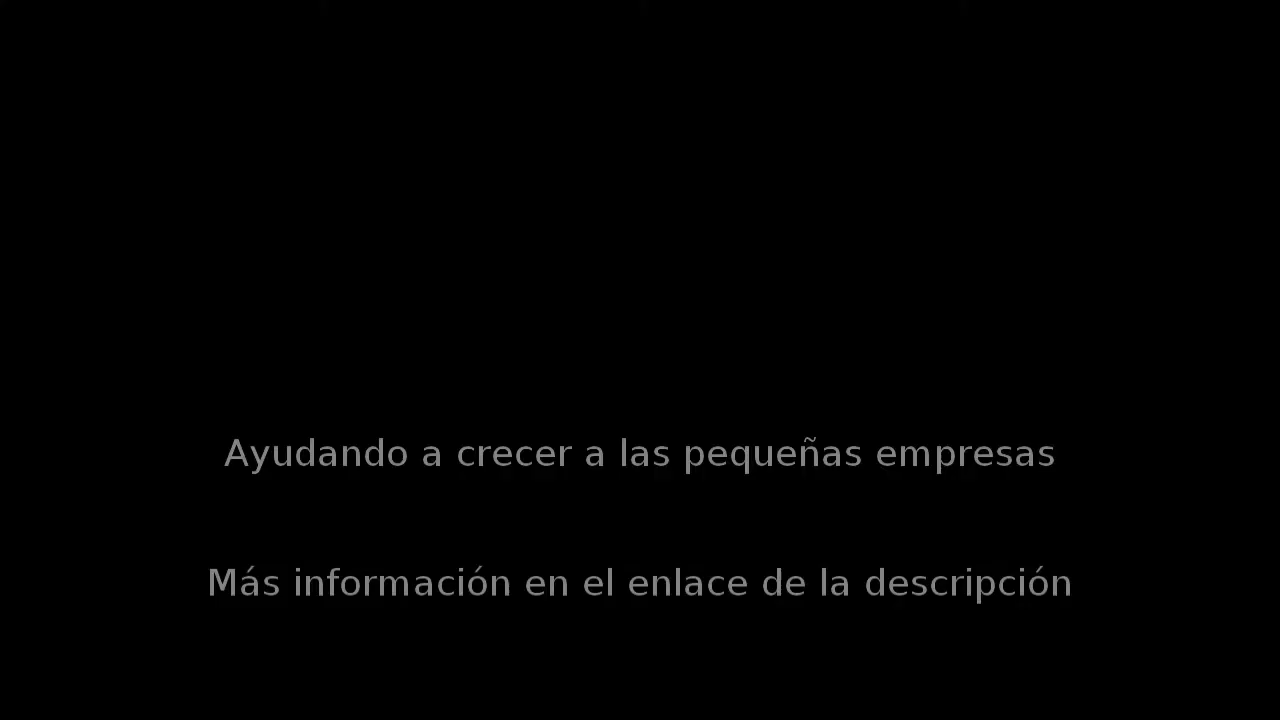 Ayudando a crecer a las pequeñas empresas
Más información en el enlace de la descripción